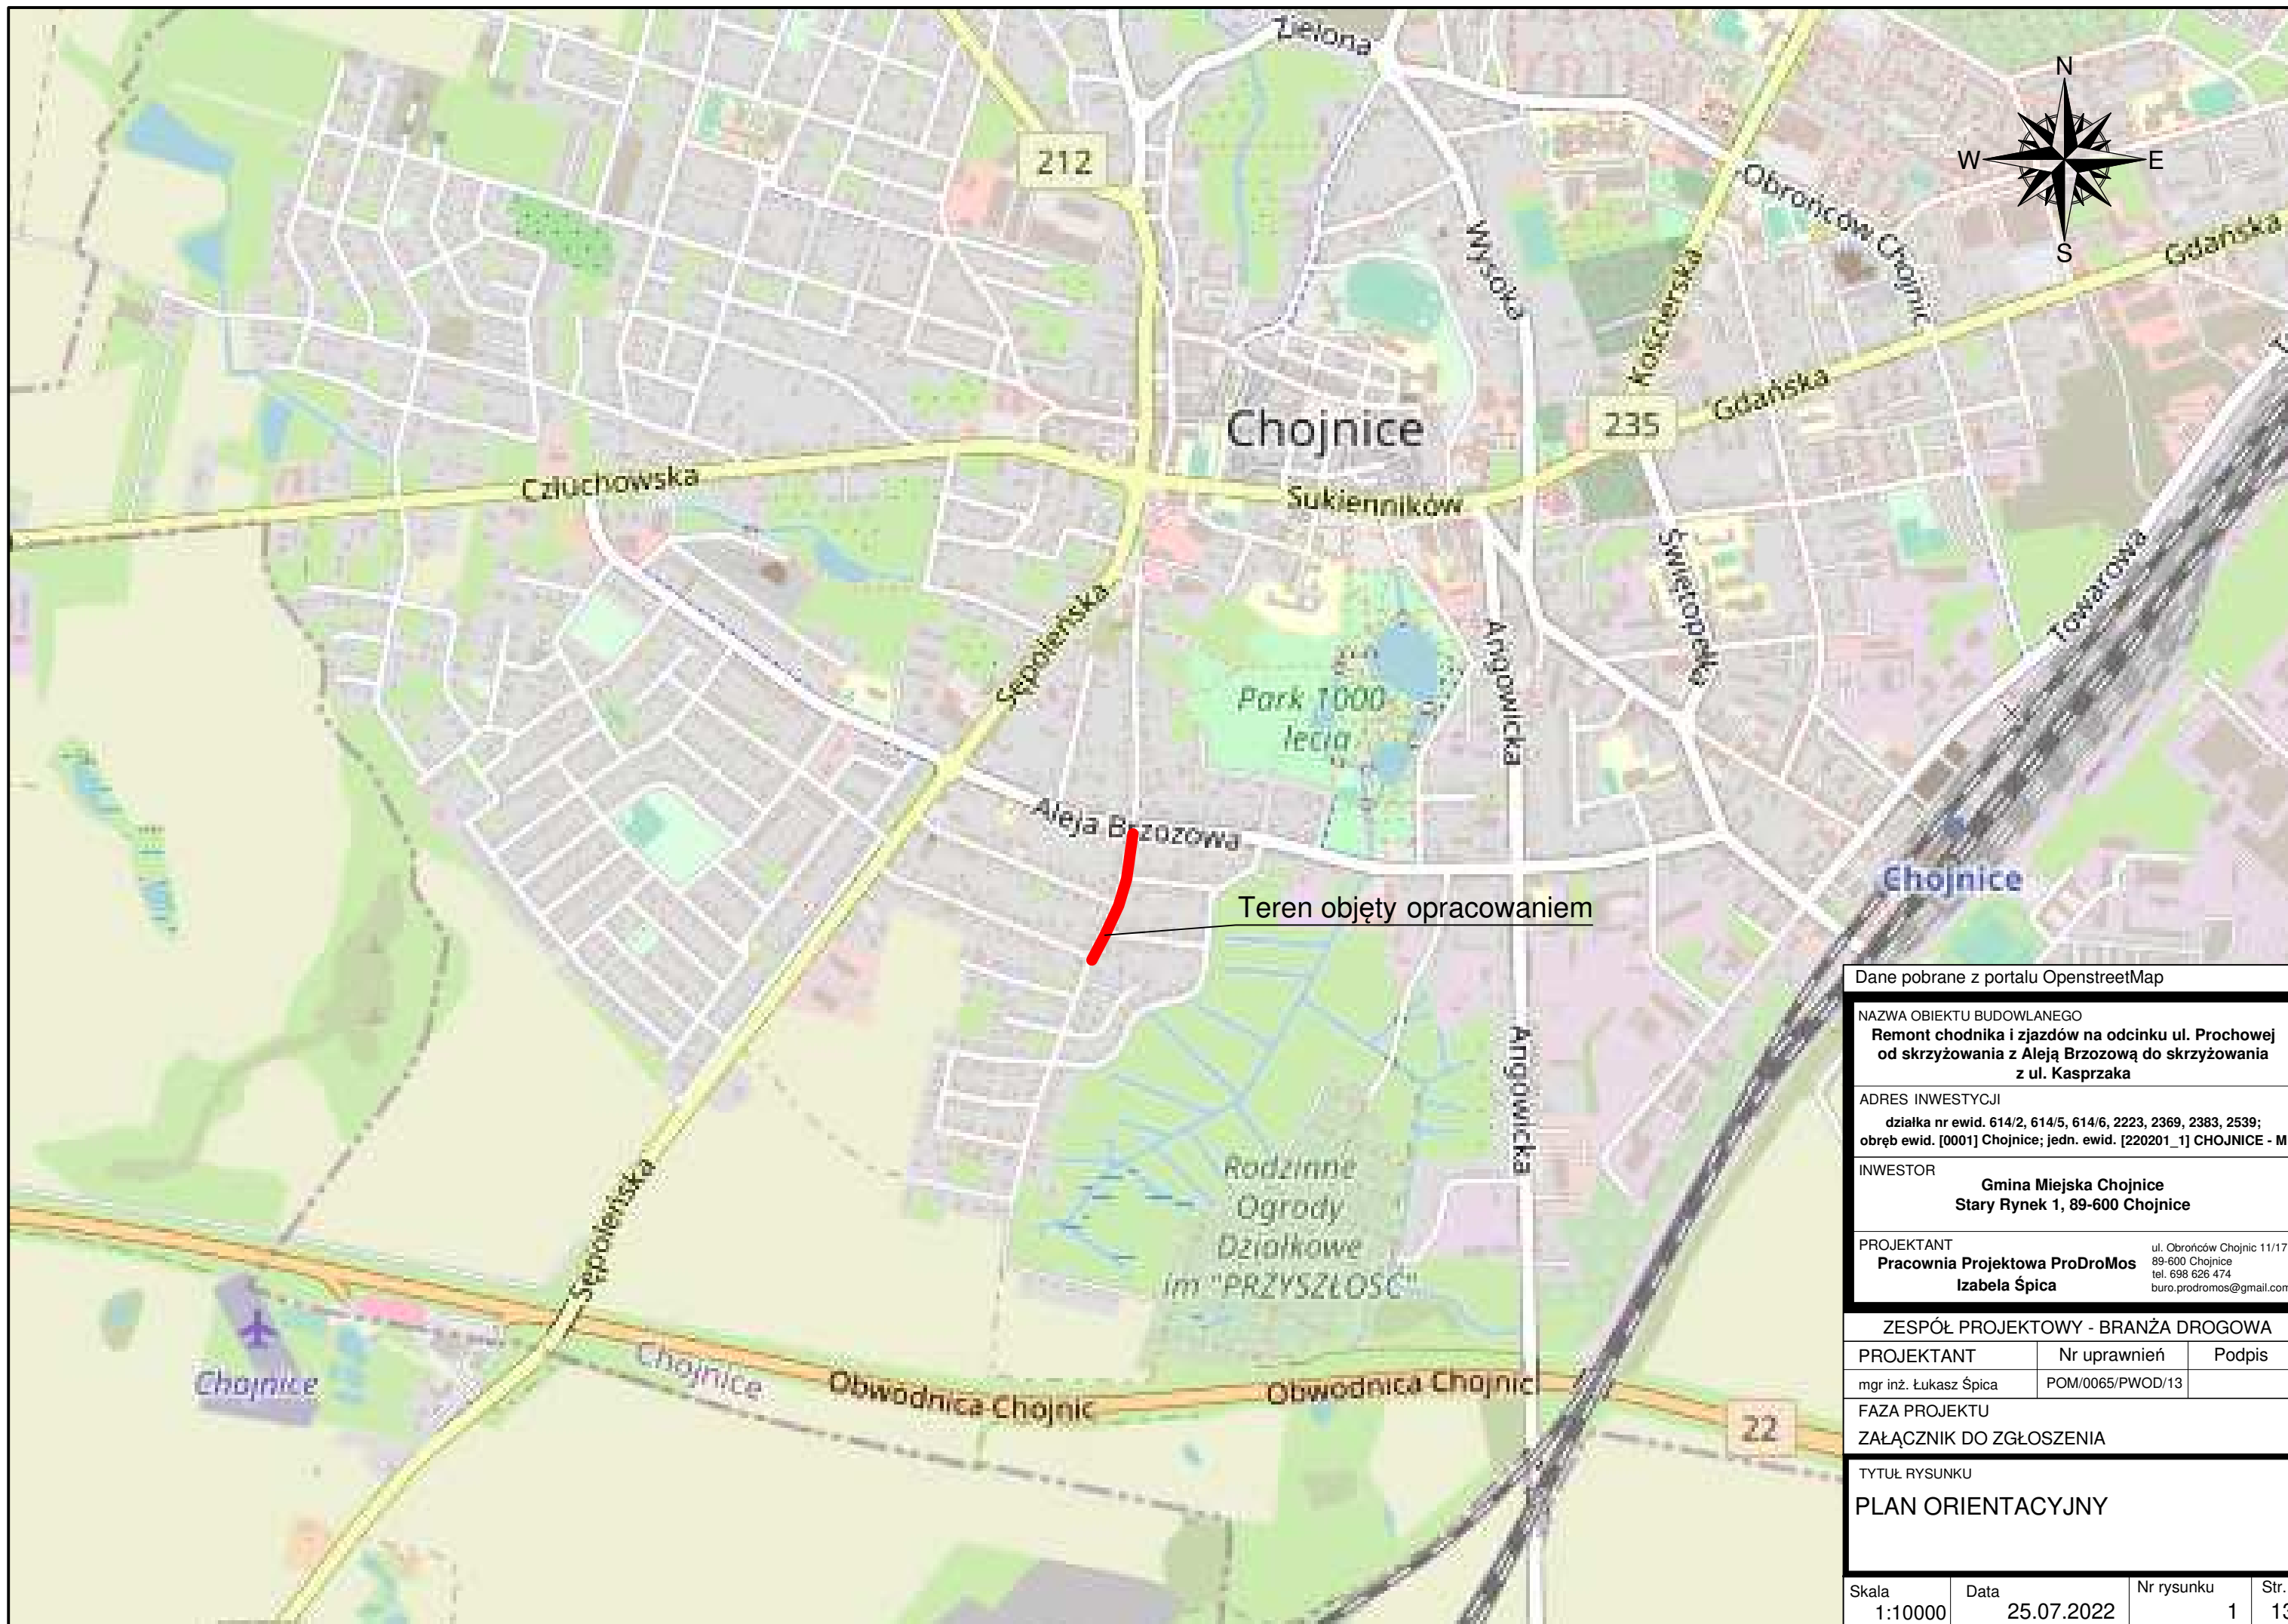 Zielona
N
W
E
S
212
Obrońców Chojnic
Wysoka
Kościerska
Gdańska
Gdańska
Chojnice
235
Człuchowska
Sukienników
Świętopełka
Towarowa
Sępoleńska
Angowicka
Park 1000
lecia
Aleja Brzozowa
Chojnice
Teren objęty opracowaniem
Angowicka
Rodzinne
Ogrody
Działkowe
im "PRZYSZŁOŚĆ"
Sępoleńska
Chojnice
Chojnice
Obwodnica Chojnic
Obwodnica Chojnic
22
Dane pobrane z portalu OpenstreetMap
NAZWA OBIEKTU BUDOWLANEGO
Remont chodnika i zjazdów na odcinku ul. Prochowej
od skrzyżowania z Aleją Brzozową do skrzyżowania
z ul. Kasprzaka
ADRES INWESTYCJI
działka nr ewid. 614/2, 614/5, 614/6, 2223, 2369, 2383, 2539;
obręb ewid. [0001] Chojnice; jedn. ewid. [220201_1] CHOJNICE - M
INWESTOR
Gmina Miejska Chojnice
Stary Rynek 1, 89-600 Chojnice
PROJEKTANT
Pracownia Projektowa ProDroMos
Izabela Śpica
ul. Obrońców Chojnic 11/17
89-600 Chojnice
tel. 698 626 474
buro.prodromos@gmail.com
ZESPÓŁ PROJEKTOWY - BRANŻA DROGOWA
PROJEKTANT Nr uprawnień Podpis
mgr inż. Łukasz Śpica POM/0065/PWOD/13
FAZA PROJEKTU
ZAŁĄCZNIK DO ZGŁOSZENIA
TYTUŁ RYSUNKU
PLAN ORIENTACYJNY
Skala Data Nr rysunku Str.
1:10000 25.07.2022 1